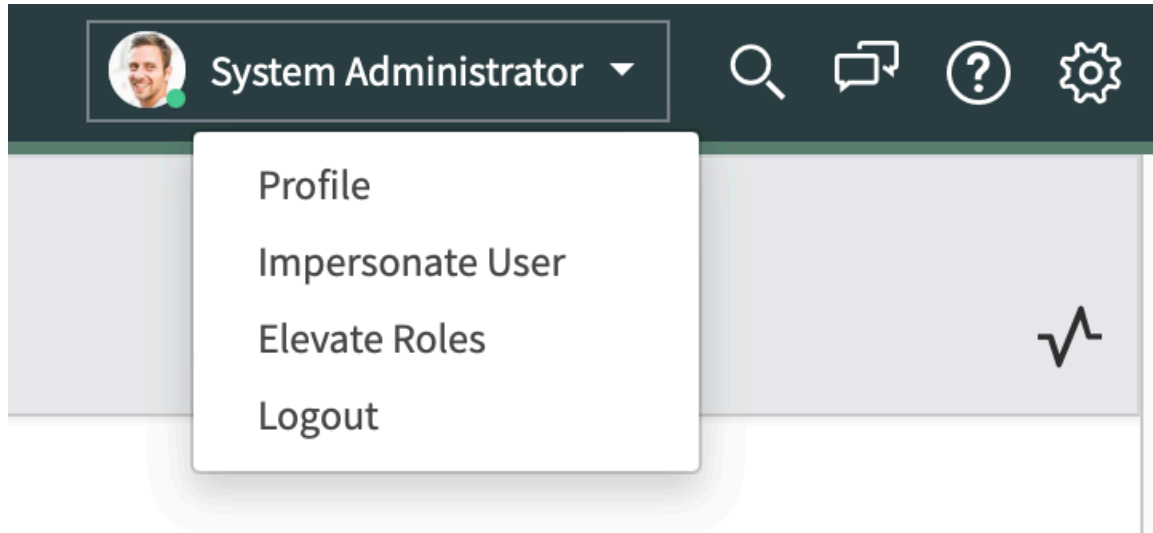 System Administrator
Profile
Impersonate User
Elevate Roles
Logout